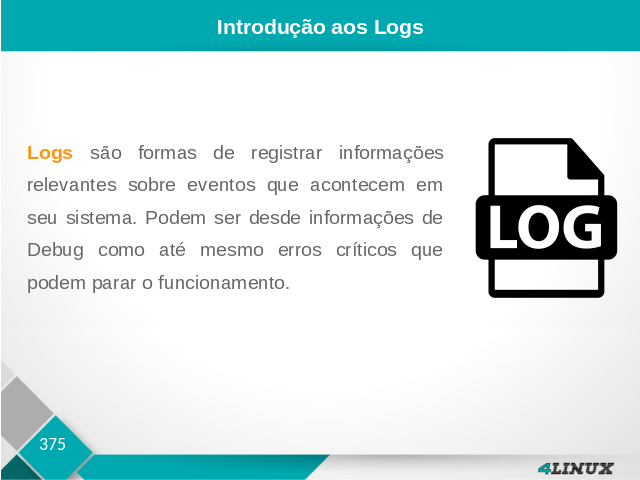 Introdução aos Logs
Logs são formas de registrar informações
relevantes sobre eventos que acontecem em
seu sistema. Podem ser desde informações de
Debug como até mesmo erros críticos que
podem parar o funcionamento.
LOG
375
4LINUX